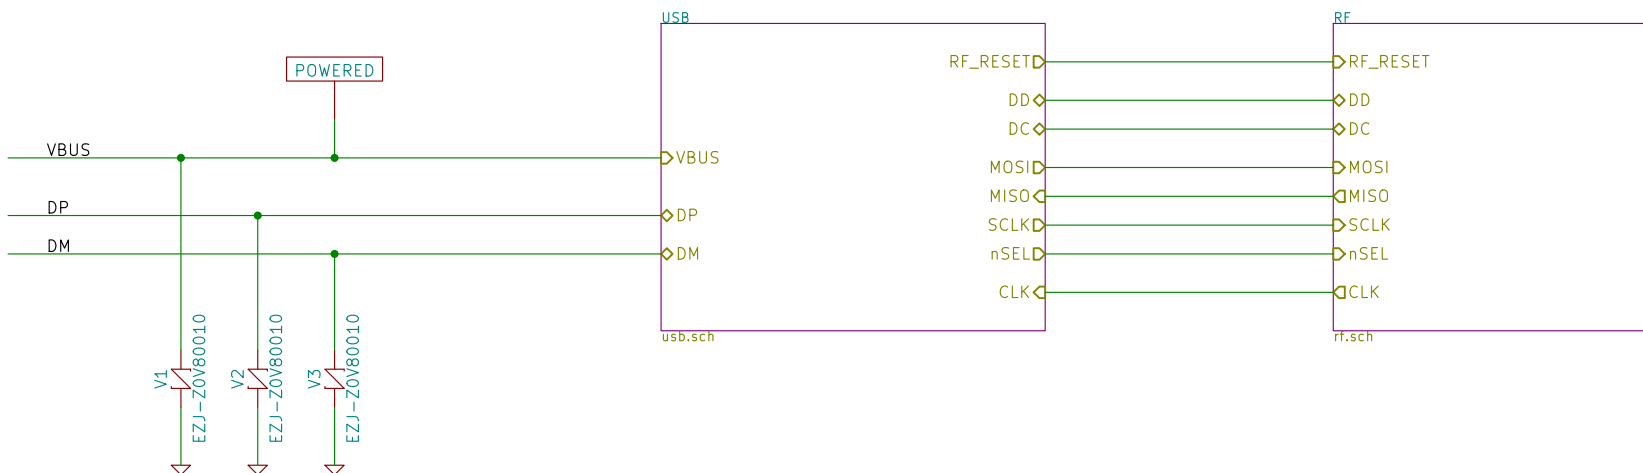 USB
RF
RF_RESET
RF_RESET
POWERED
DD
DD
DC
DC
VBUS
VBUS
MOSI
MOSI
MISO
MISO
DP
DP
SCLK
SCLK
DM
DM
nSEL
nSEL
CLK
CLK
usb.sch
rf.sch
V1
EZJ-Z0V80010
V2
EZJ-Z0V80010
V3
EZJ-Z0V80010